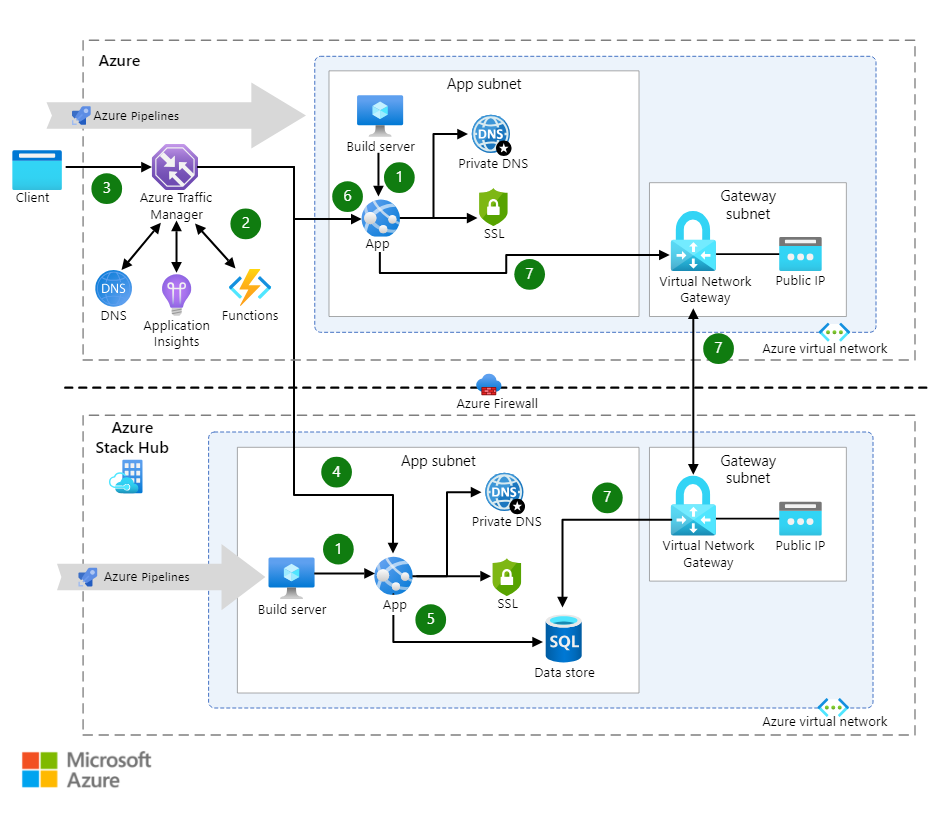 Azure
App subnet
Azure Pipelines
Build server
DNS
Private DNS
1
3
Client
Azure Traffic
Manager
2
6
App
SSL
Gateway
subnet
Virtual Network
Gateway
Public IP
7
DNS
DNS
Application
Insights
Functions
7
Azure virtual network
Azure Firewall
Azure
Stack Hub
App subnet
4
DNS
Private DNS
7
Gateway
subnet
Virtual Network
Gateway
Public IP
Azure Pipelines
Build server
1
App
SSL
5
SQL
Data store
Azure virtual network
Microsoft
Azure